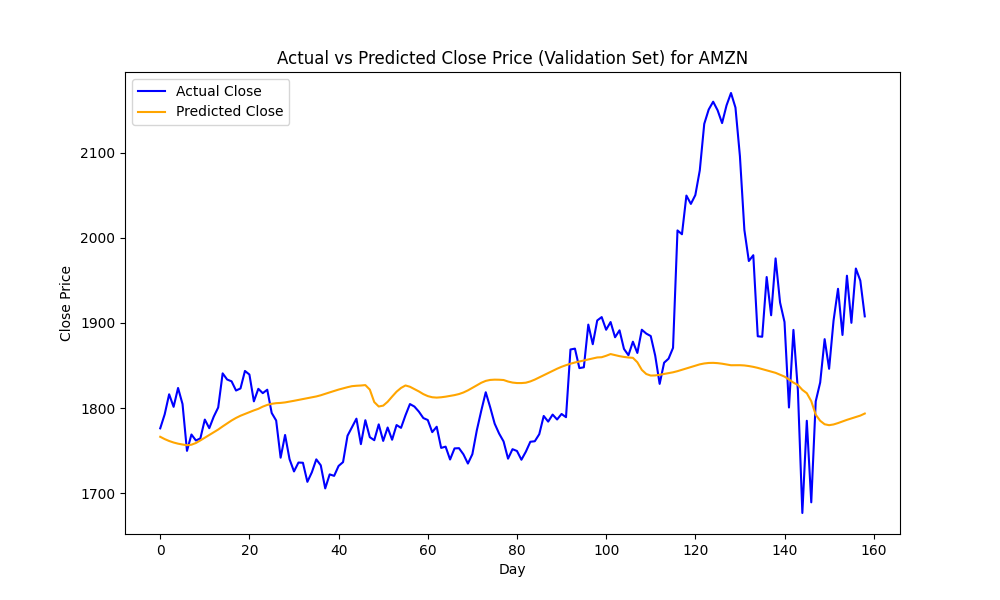 Actual vs Predicted Close Price (Validation Set) for AMZN
Actual Close
Predicted Close
2100
2000
1900
1800
1700
Close Price
0 20 40 60 80 100 120 140 160
Day